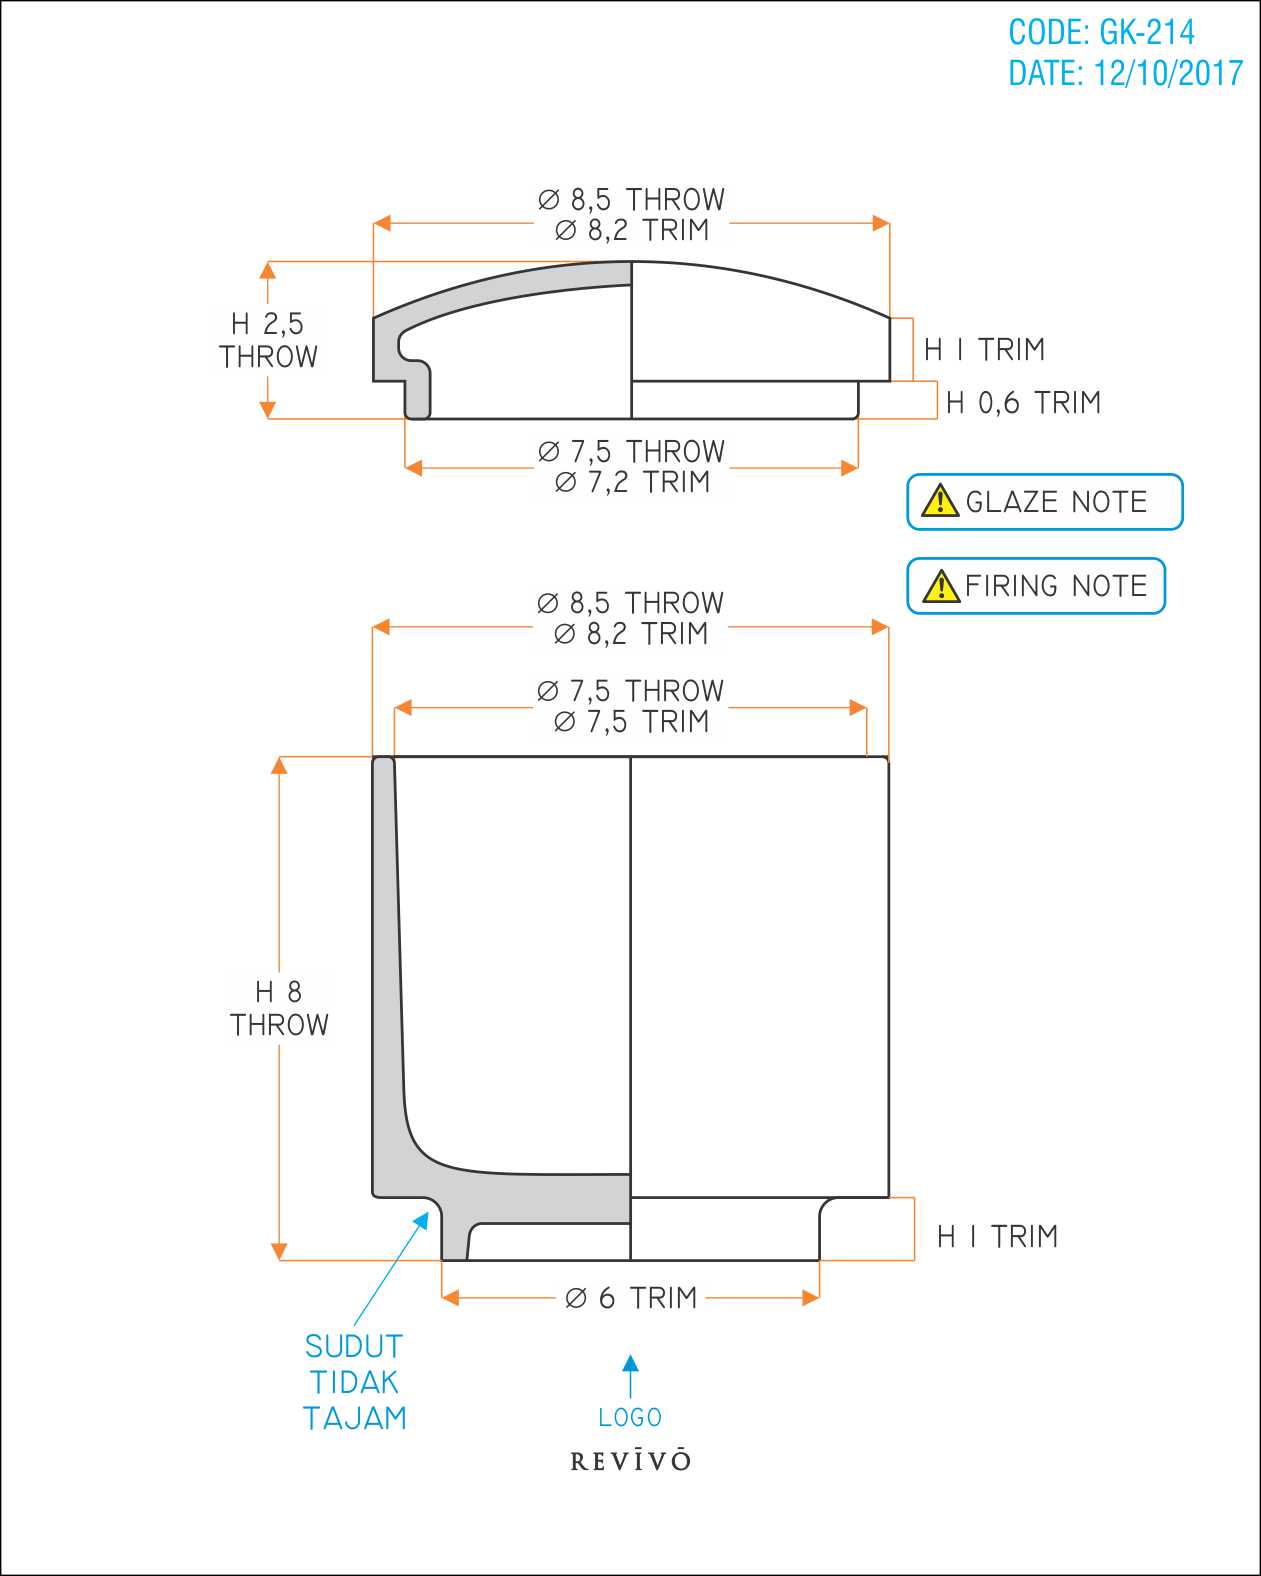 CODE: GK-214
DATE: 12/10/2017
Ø 8,5 THROW
Ø 8,2 TRIM
H 2,5
THROW
H 1 TRIM
H 0,6 TRIM
Ø 7,5 THROW
Ø 7,2 TRIM
GLAZE NOTE
FIRING NOTE
Ø 8,5 THROW
Ø 8,2 TRIM
Ø 7,5 THROW
Ø 7,5 TRIM
H 8
THROW
H 1 TRIM
Ø 6 TRIM
SUDUT
TIDAK
TAJAM
LOGO
REVĪVŌ